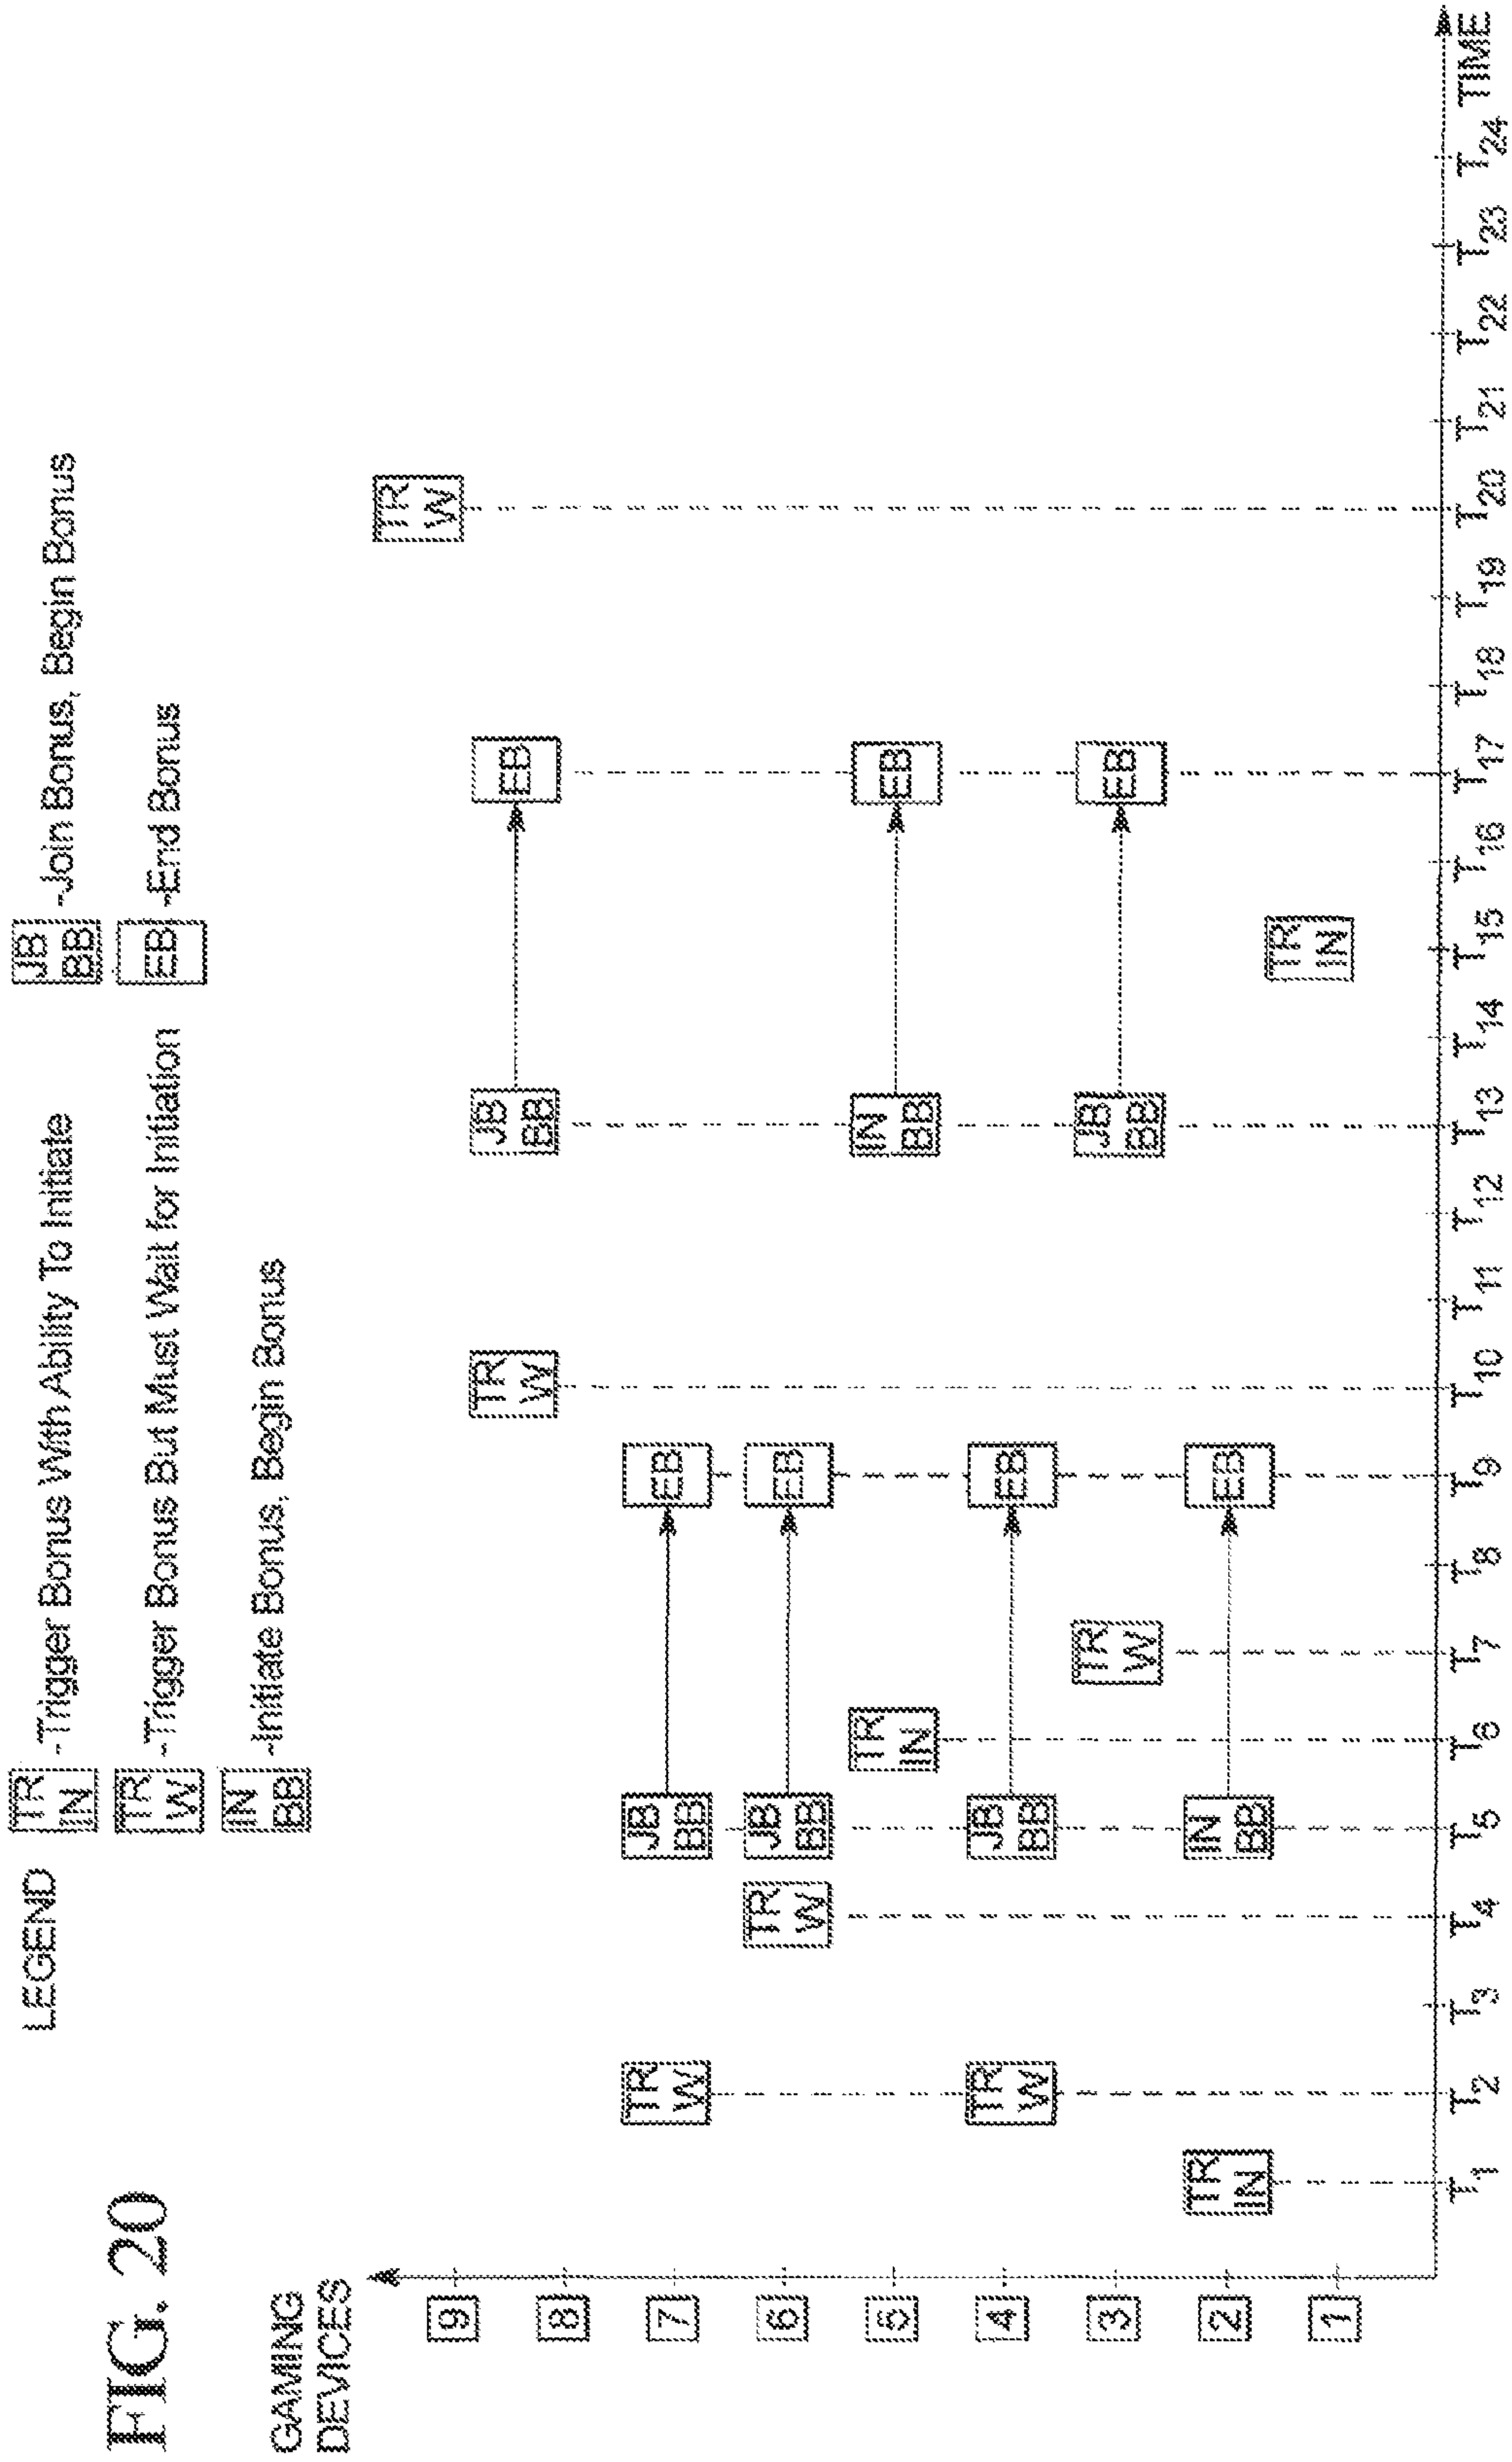 FIG. 20
LEGEND
TR IN -Trigger Bonus With Ability To Initiate
TR W -Trigger Bonus But Must Wait for Initiation
IN BB -Initiate Bonus, Begin Bonus
JB BB -Join Bonus, Begin Bonus
EB -End Bonus
GAMING
DEVICES
9
TR W
8
TR W
JB BB
EB
7
TR W
JB BB
EB
6
TR W
JB BB
EB
5
TR IN
IN BB
EB
4
TR W
JB BB
EB
3
TR W
JB BB
EB
2
TR IN
IN BB
EB
1
TR IN
T1 T2 T3 T4 T5 T6 T7 T8 T9 T10 T11 T12 T13 T14 T15 T16 T17 T18 T19 T20 T21 T22 T23 T24 TIME